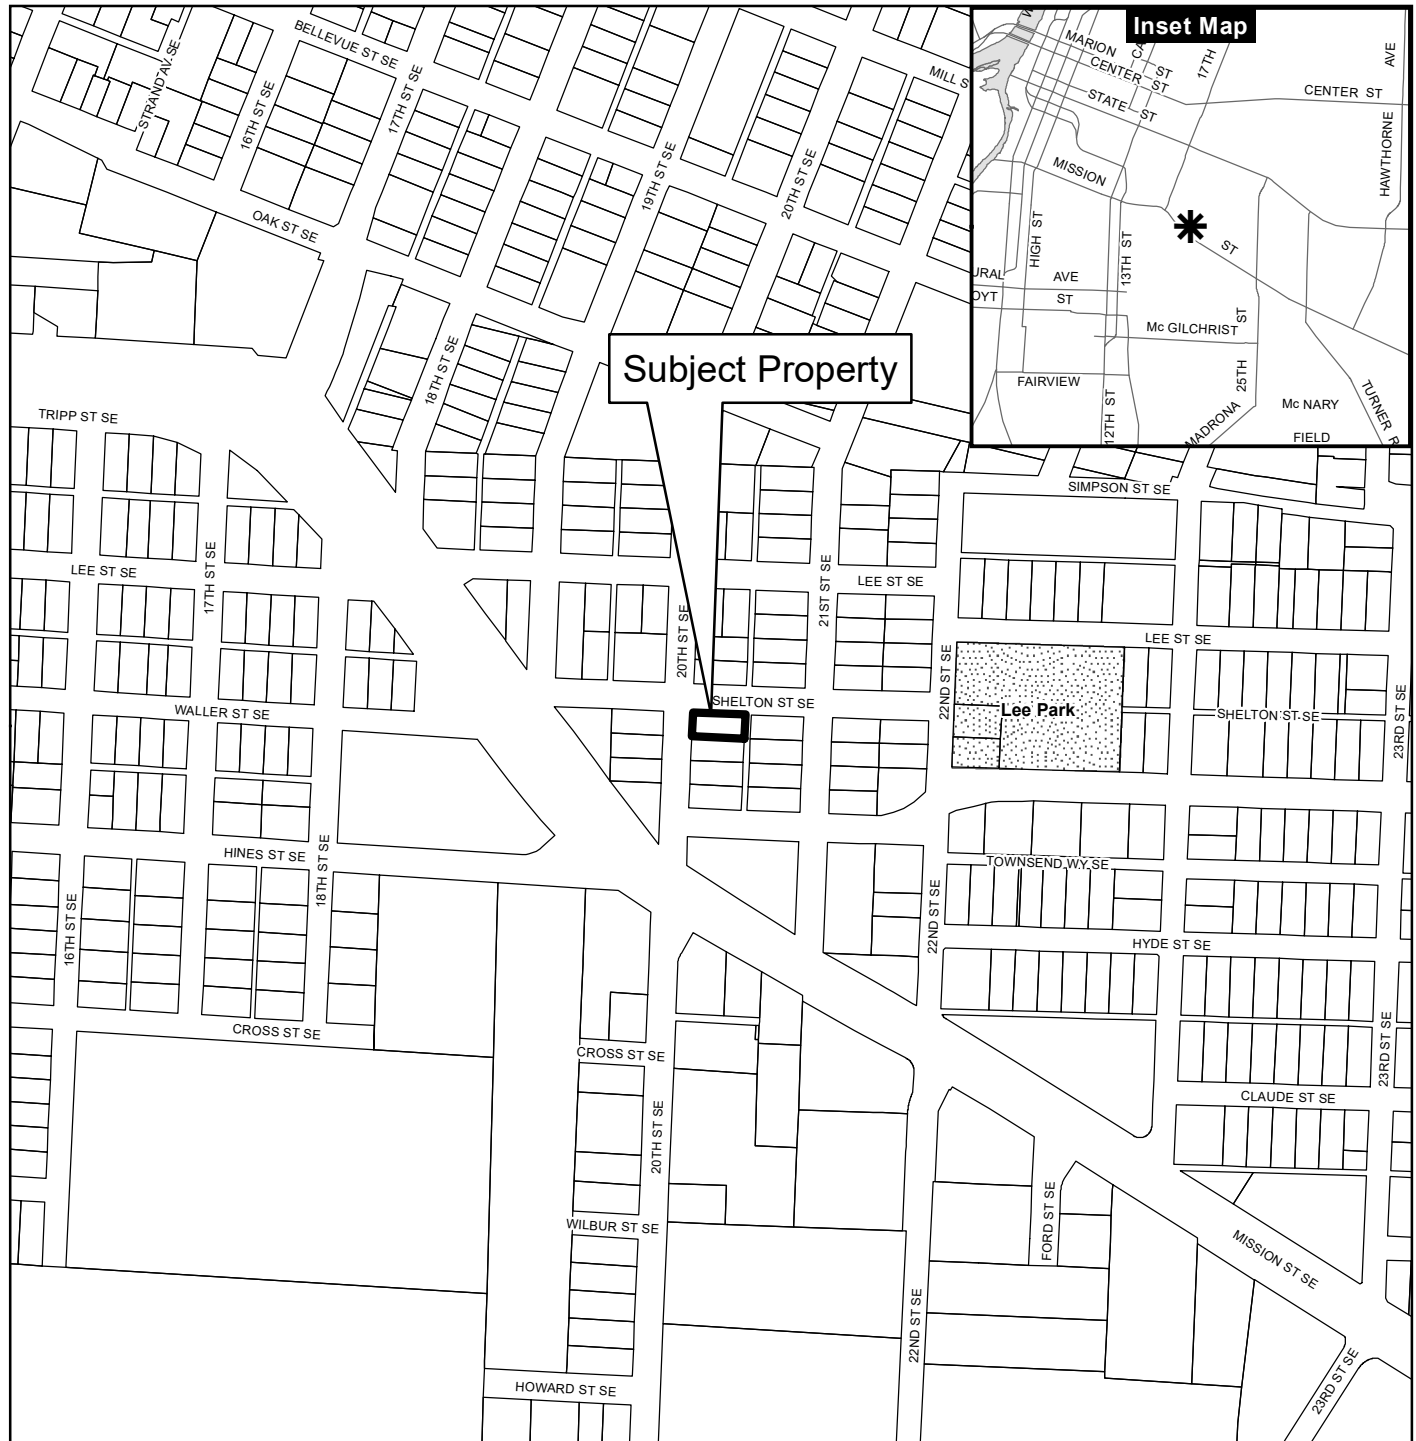 BELLEVUE ST SE
STRAND AV SE
16TH ST SE
17TH ST SE
19TH ST SE
20TH ST SE
OAK ST SE
MILL S
18TH ST SE
TRIPP ST SE
Subject Property
Inset Map
MARION
ST
CENTER ST
STATE ST
17TH
CENTER ST
AVE
HAWTHORNE
MISSION
ST
HIGH ST
13TH ST
URAL
AVE
OYT
ST
Mc GILCHRIST
ST
25TH
FAIRVIEW
12TH ST
MADRONA
Mc NARY
FIELD
TURNER R
SIMPSON ST SE
LEE ST SE
17TH ST SE
20TH ST SE
21ST ST SE
LEE ST SE
LEE ST SE
22ND ST SE
WALLER ST SE
SHELTON ST SE
Lee Park
SHELTON ST SE
23RD ST SE
HINES ST SE
18TH ST SE
16TH ST SE
TOWNSEND WY SE
22ND ST SE
HYDE ST SE
CROSS ST SE
CROSS ST SE
23RD ST SE
CLAUDE ST SE
20TH ST SE
WILBUR ST SE
FORD ST SE
MISSION ST SE
22ND ST SE
HOWARD ST SE
23RD ST SE